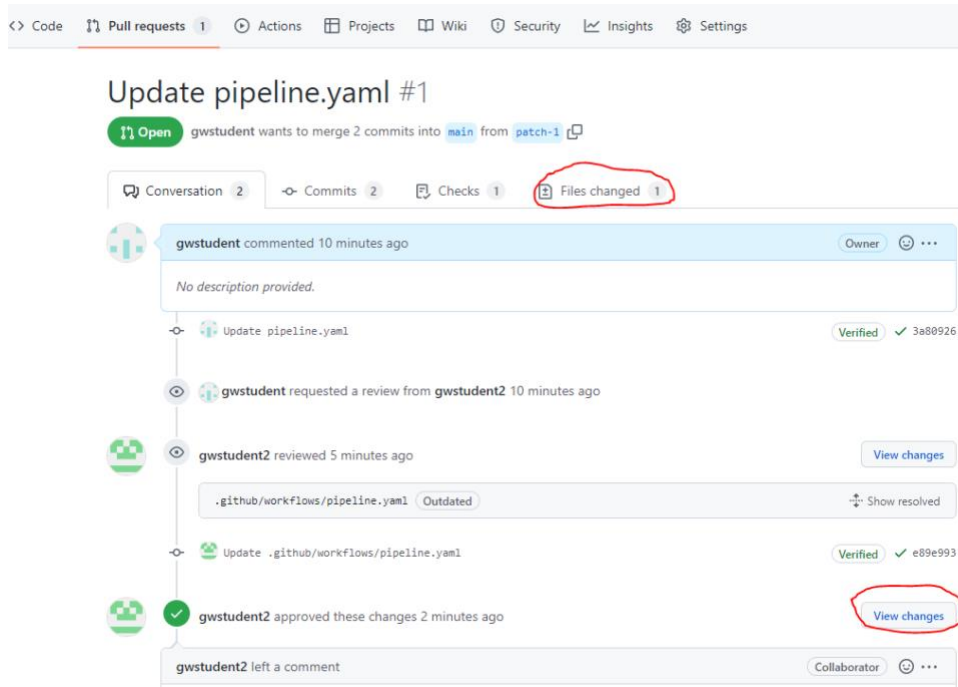 <> Code Pull requests 1 Actions Projects Wiki Security Insights Settings
Update pipeline.yaml #1
Open gwstudent wants to merge 2 commits into main from patch-1
Conversation 2 Commits 2 Checks 1 Files changed 1
gwstudent commented 10 minutes ago Owner ...
No description provided.
Update pipeline.yaml Verified 3a80926
gwstudent requested a review from gwstudent2 10 minutes ago
gwstudent2 reviewed 5 minutes ago View changes
.github/workflows/pipeline.yaml Outdated Show resolved
Update .github/workflows/pipeline.yaml Verified e89e993
gwstudent2 approved these changes 2 minutes ago View changes
gwstudent2 left a comment Collaborator ...